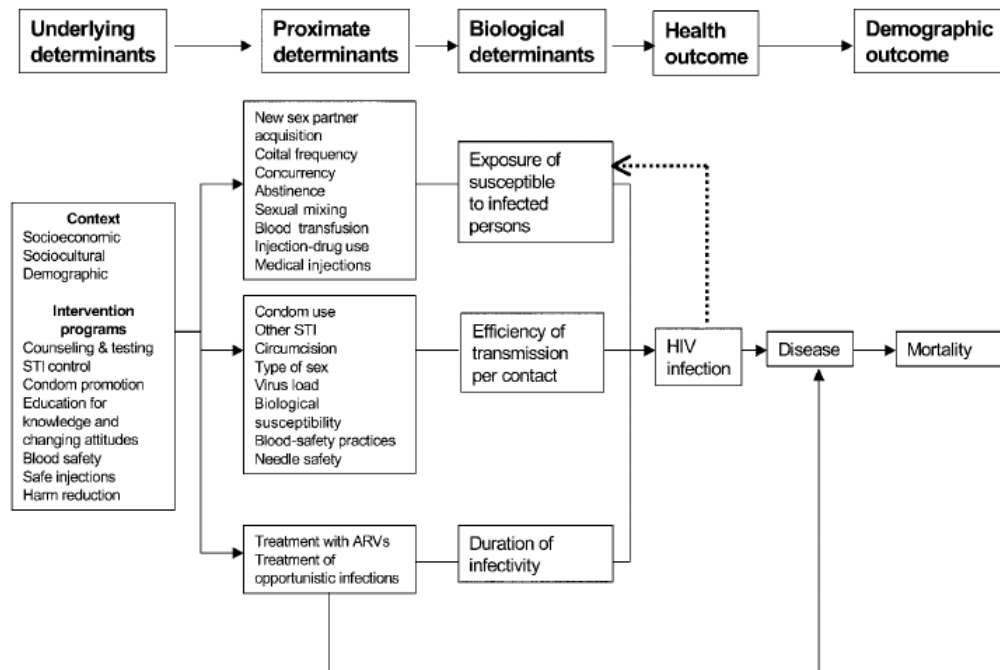 Underlying
determinants
Proximate
determinants
Biological
determinants
Health
outcome
Demographic
outcome
Context
Socioeconomic
Sociocultural
Demographic
Intervention
programs
Counseling & testing
STI control
Condom promotion
Education for
knowledge and
changing attitudes
Blood safety
Safe injections
Harm reduction
New sex partner
acquisition
Coital frequency
Concurrency
Abstinence
Sexual mixing
Blood transfusion
Injection-drug use
Medical injections
Condom use
Other STI
Circumcision
Type of sex
Virus load
Biological
susceptibility
Blood-safety practices
Needle safety
Treatment with ARVs
Treatment of
opportunistic infections
Exposure of
susceptible
to infected
persons
Efficiency of
transmission
per contact
Duration of
infectivity
HIV
infection
Disease
Mortality